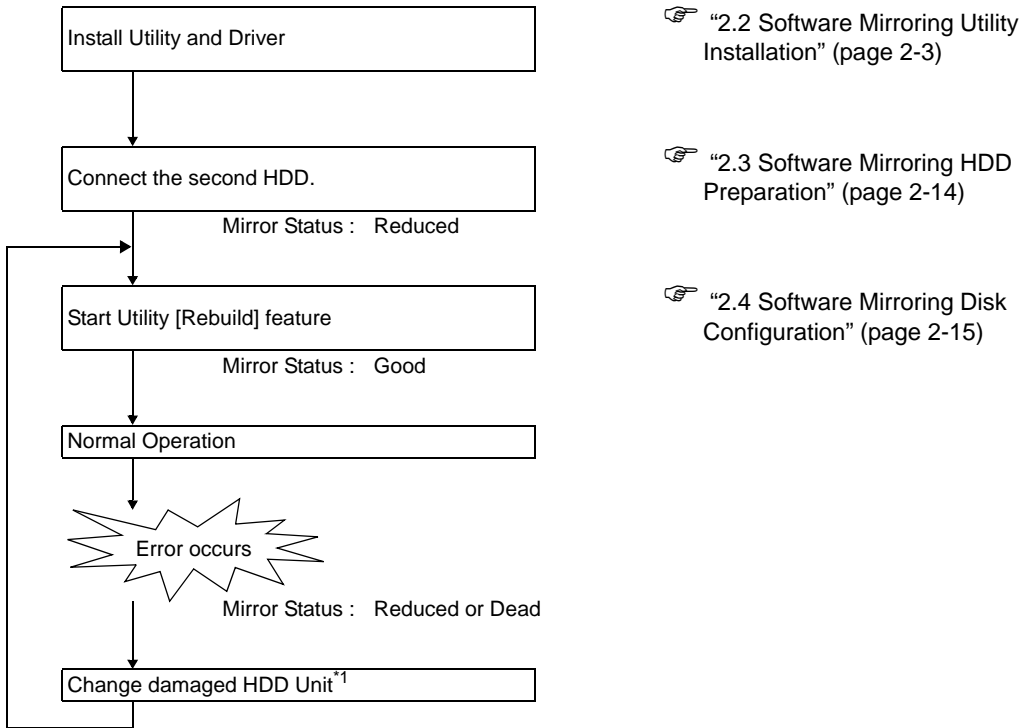 Install Utility and Driver
☞ “2.2 Software Mirroring Utility
Installation” (page 2-3)
Connect the second HDD.
☞ “2.3 Software Mirroring HDD
Preparation” (page 2-14)
Mirror Status : Reduced
Start Utility [Rebuild] feature
☞ “2.4 Software Mirroring Disk
Configuration” (page 2-15)
Mirror Status : Good
Normal Operation
Error occurs
Mirror Status : Reduced or Dead
Change damaged HDD Unit*1